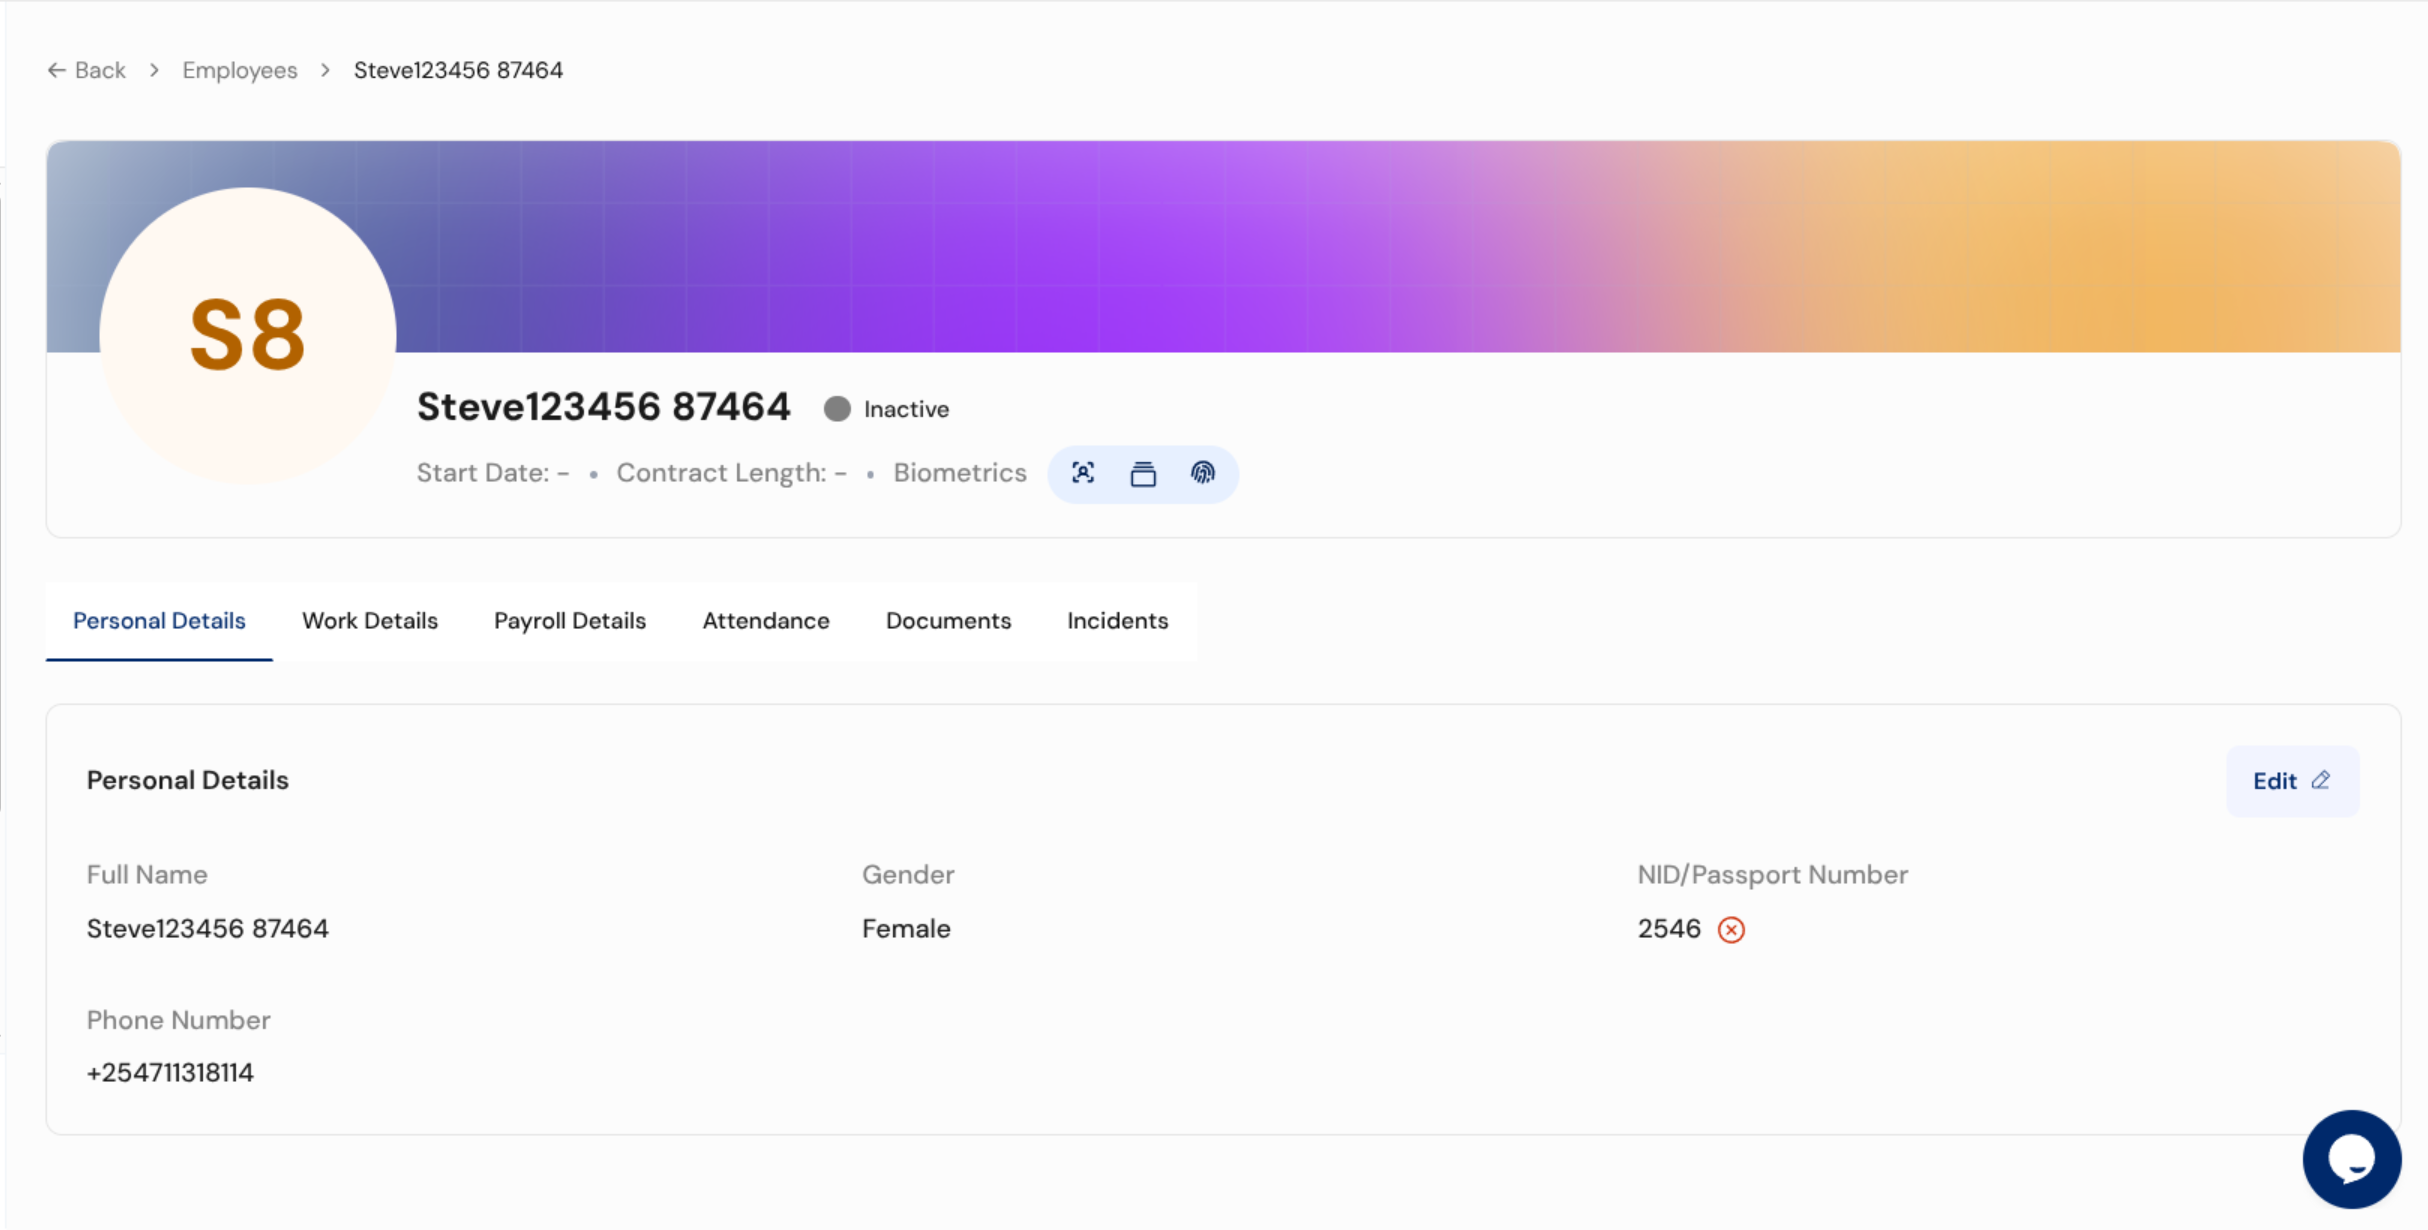 Back > Employees > Steve123456 87464
S8
Steve123456 87464 Inactive
Start Date: - • Contract Length: - • Biometrics
Personal Details Work Details Payroll Details Attendance Documents Incidents
Personal Details Edit
Full Name Gender NID/Passport Number
Steve123456 87464 Female 2546
Phone Number
+254711318114